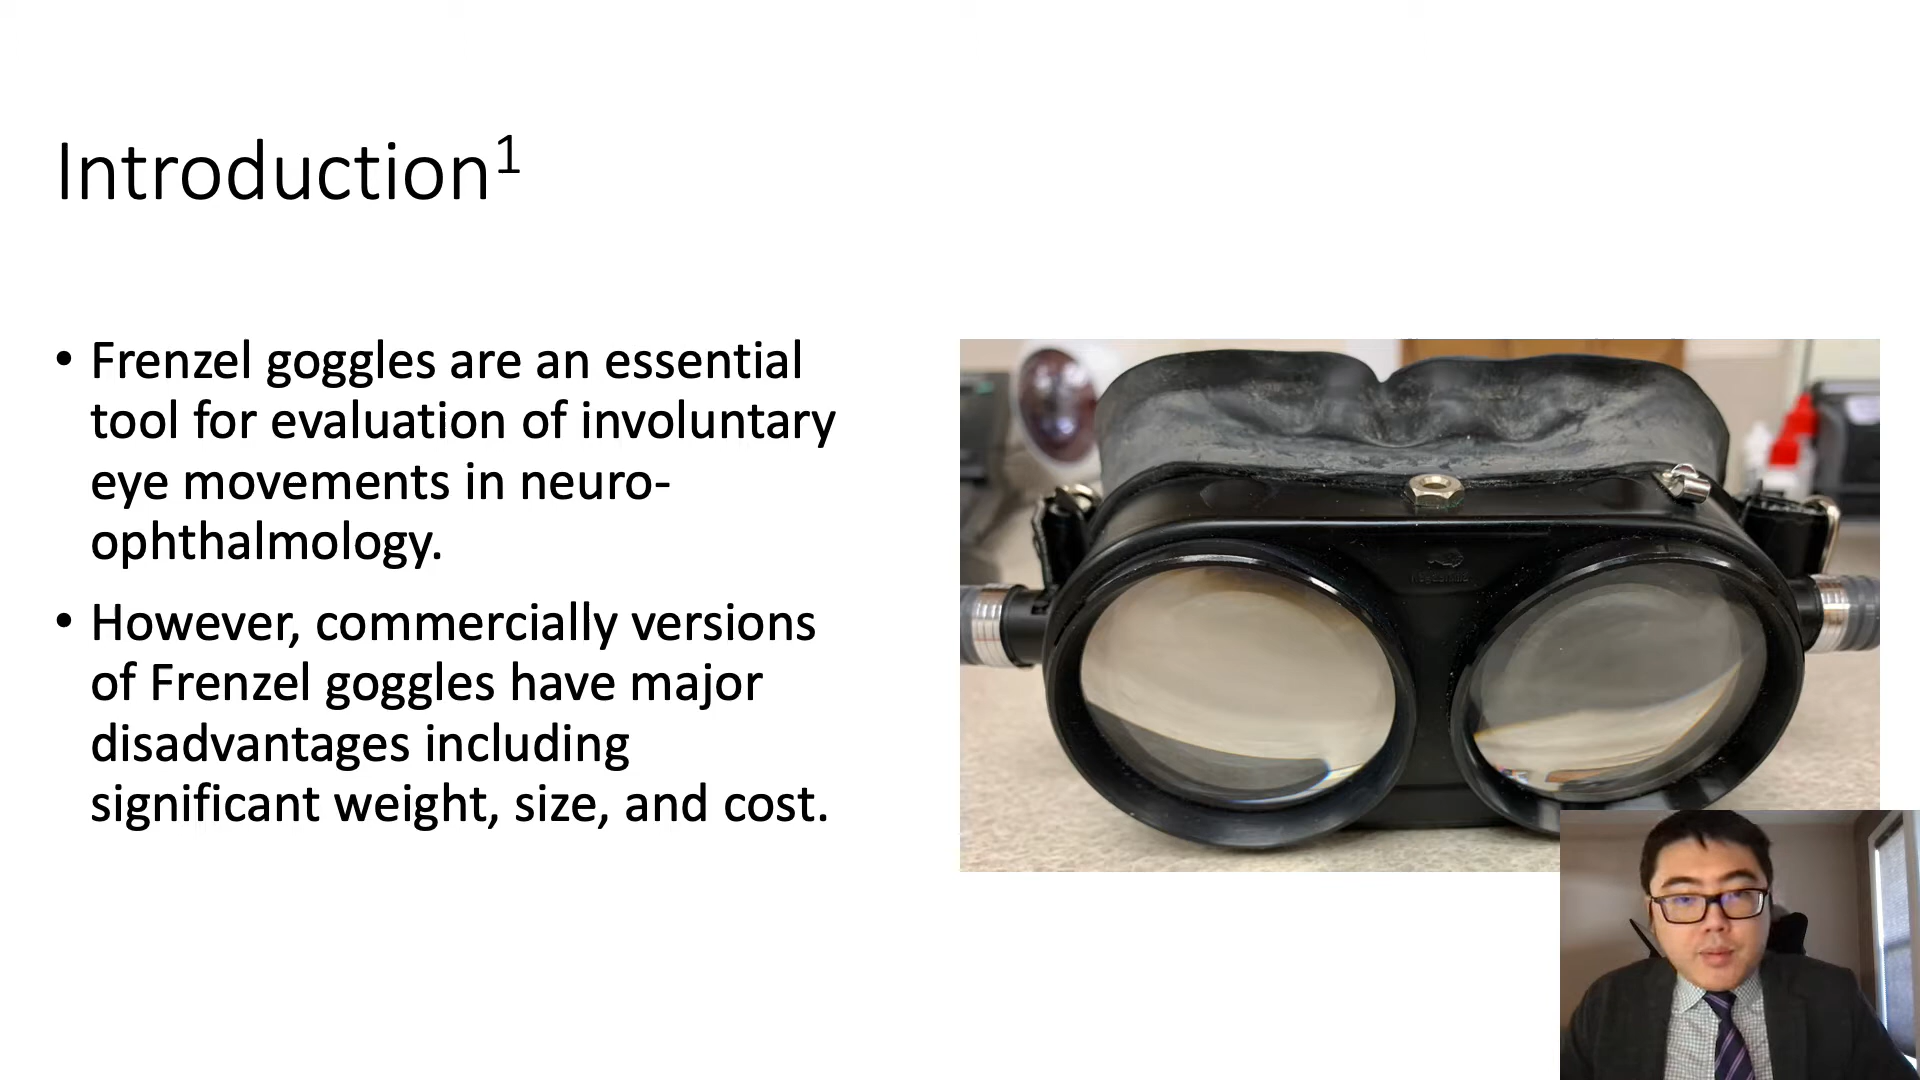 Introduction¹
• Frenzel goggles are an essential
tool for evaluation of involuntary
eye movements in neuro-
ophthalmology.
• However, commercially versions
of Frenzel goggles have major
disadvantages including
significant weight, size, and cost.